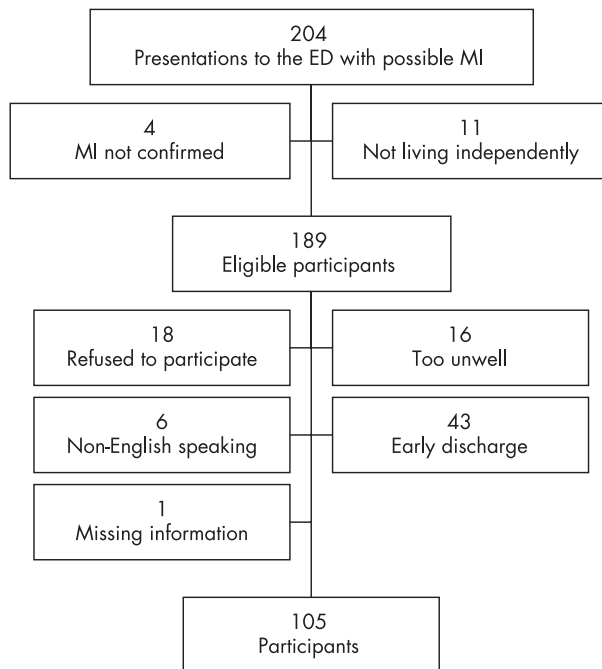 204
Presentations to the ED with possible MI
4
MI not confirmed
11
Not living independently
189
Eligible participants
18
Refused to participate
16
Too unwell
6
Non-English speaking
43
Early discharge
1
Missing information
105
Participants